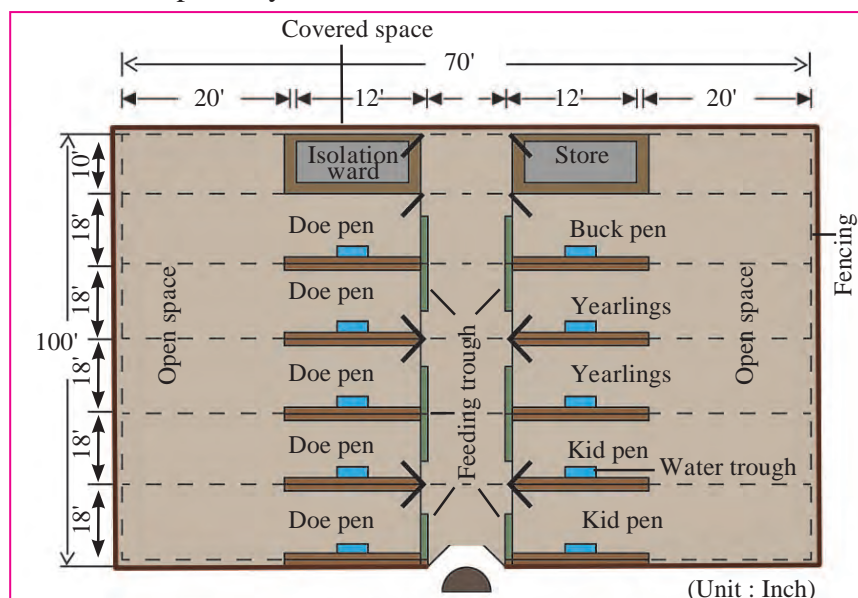 Covered space
70'
20'
12'
12'
20'
10'
Isolation
ward
Store
18'
Doe pen
Buck pen
Fencing
18'
Doe pen
Yearlings
Open space
Open space
100'
18'
Doe pen
Feeding trough
Yearlings
18'
Doe pen
Kid pen
Water trough
18'
Doe pen
Kid pen
(Unit : Inch)